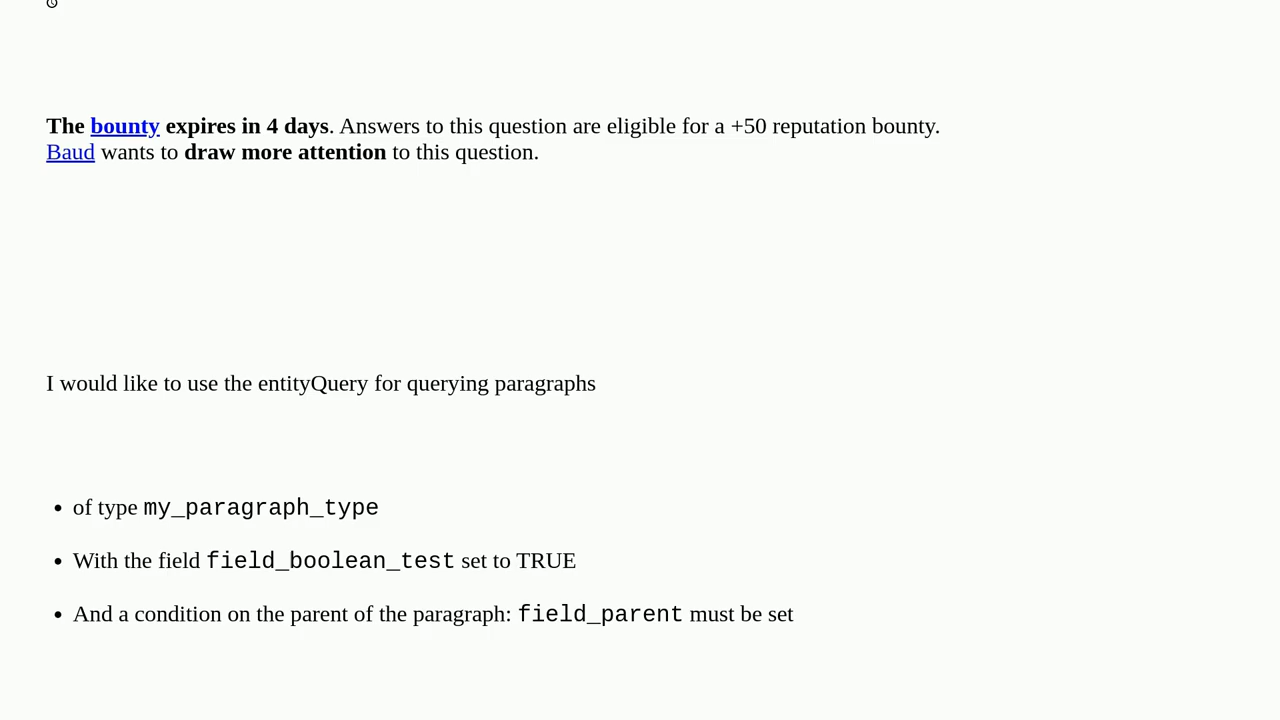 The bounty expires in 4 days. Answers to this question are eligible for a +50 reputation bounty.
Baud wants to draw more attention to this question.
I would like to use the entityQuery for querying paragraphs
• of type my_paragraph_type
• With the field field_boolean_test set to TRUE
• And a condition on the parent of the paragraph: field_parent must be set